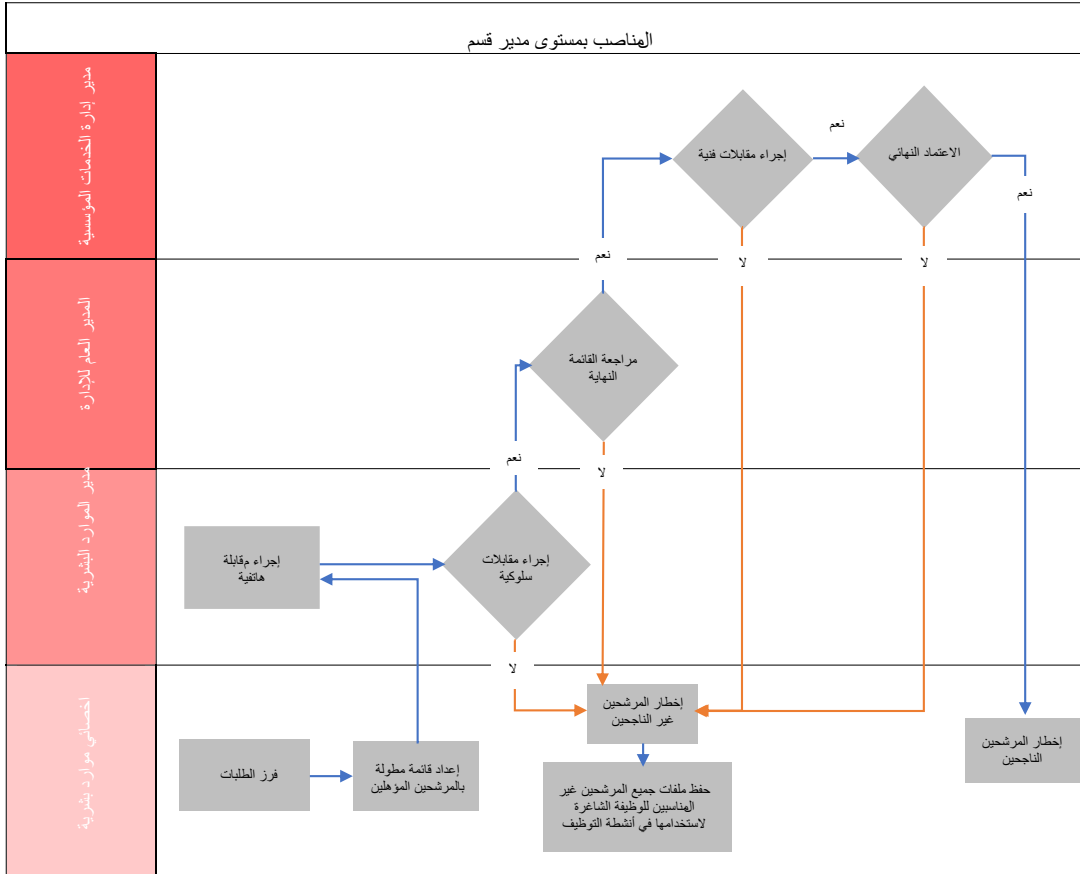 المناصب بمستوى مدير قسم
مدير إدارة الخدمات المؤسسية
إجراء مقابلات فنية
نعم
الاعتماد النهائي
نعم
لا
لا
المدير العام للإدارة
نعم
مراجعة القائمة
النهاية
لا
مدير الموارد البشرية
نعم
إجراء مقابلة
هاتفية
إجراء مقابلات
سلوكية
لا
اخصائي موارد بشرية
فرز الطلبات
إعداد قائمة مطولة
بالمرشحين المؤهلين
إخطار المرشحين
غير الناجحين
حفظ ملفات جميع المرشحين غير
المناسبين للوظيفة الشاغرة
لاستخدامها في أنشطة التوظيف
إخطار المرشحين
الناجحين